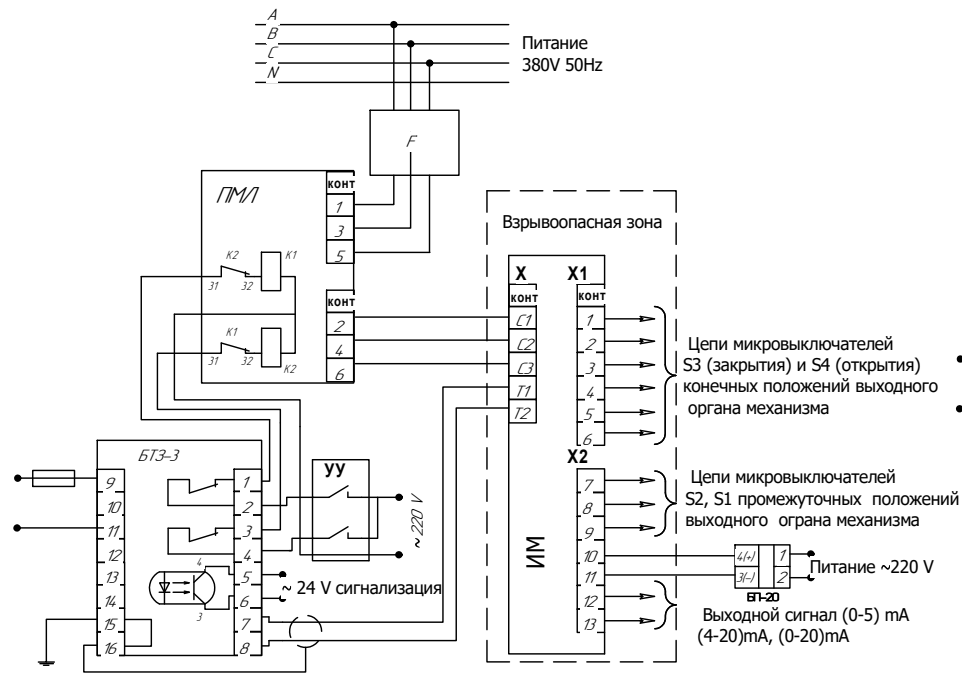 A
B
C
N
Питание
380V 50Hz
F
ПМЛ
конт
1
3
5
К2
К1
31
32
конт
2
4
6
К1
31
32
К2
Взрывоопасная зона
X
X1
конт
конт
C1
C2
C3
T1
T2
1
2
3
4
5
6
Цепи микровыключателей
S3 (закрытия) и S4 (открытия)
конечных положений выходного
органа механизма
X2
7
8
9
10
11
12
13
Цепи микровыключателей
S2, S1 промежуточных положений
выходного ограна механизма
ИМ
4(+)
3(-)
1
2
БП-20
Питание ~220 V
Выходной сигнал (0-5) mA
(4-20)mA, (0-20)mA
БТЗ-3
9
10
11
12
13
14
15
16
1
2
3
4
5
6
7
8
4
3
УУ
~220 V
~ 24 V сигнализация